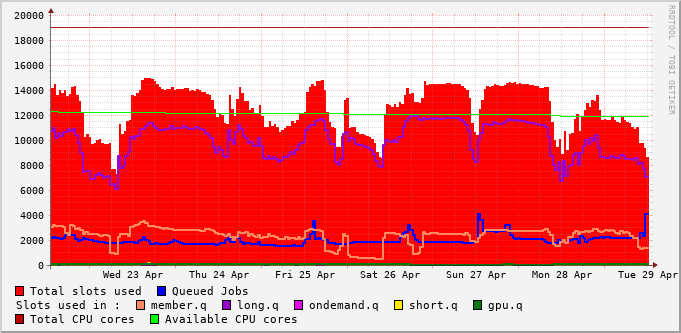 20000
18000
16000
14000
12000
10000
8000
6000
4000
2000
0
Wed 23 Apr Thu 24 Apr Fri 25 Apr Sat 26 Apr Sun 27 Apr Mon 28 Apr Tue 29 Apr
RRDTOOL / TOBI OETIKER
Total slots used Queued Jobs
Slots used in : member.q long.q ondemand.q short.q gpu.q
Total CPU cores Available CPU cores